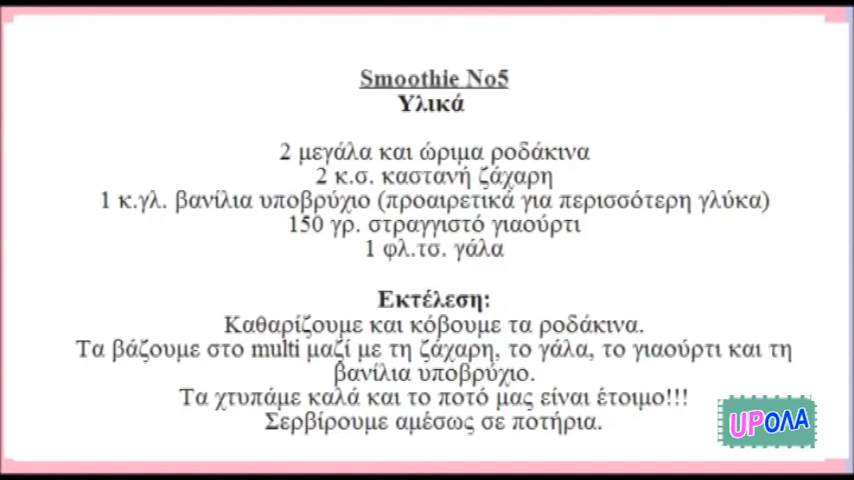 Smoothie No5
Υλικά
2 μεγάλα και ώριμα ροδάκινα
2 κ.σ. καστανή ζάχαρη
1 κ.γλ. βανίλια υποβρύχιο (προαιρετικά για περισσότερη γλύκα)
150 γρ. στραγγιστό γιαούρτι
1 φλ.τσ. γάλα
Εκτέλεση:
Καθαρίζουμε και κόβουμε τα ροδάκινα.
Τα βάζουμε στο multi μαζί με τη ζάχαρη, το γάλα, το γιαούρτι και τη
βανίλια υποβρύχιο.
Τα χτυπάμε καλά και το ποτό μας είναι έτοιμο!!!
Σερβίρουμε αμέσως σε ποτήρια.
UPΟΛΑ